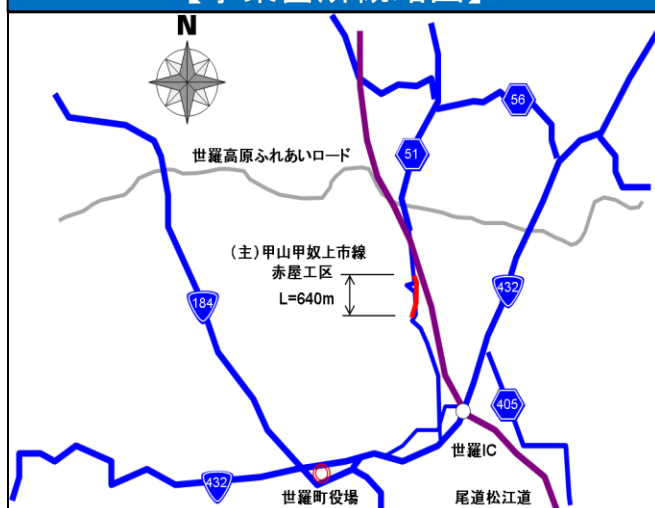 N
56
51
世羅高原ふれあいロード
(主)甲山甲奴上市線
赤屋工区
L=640m
184
432
405
世羅IC
432
世羅町役場
尾道松江道